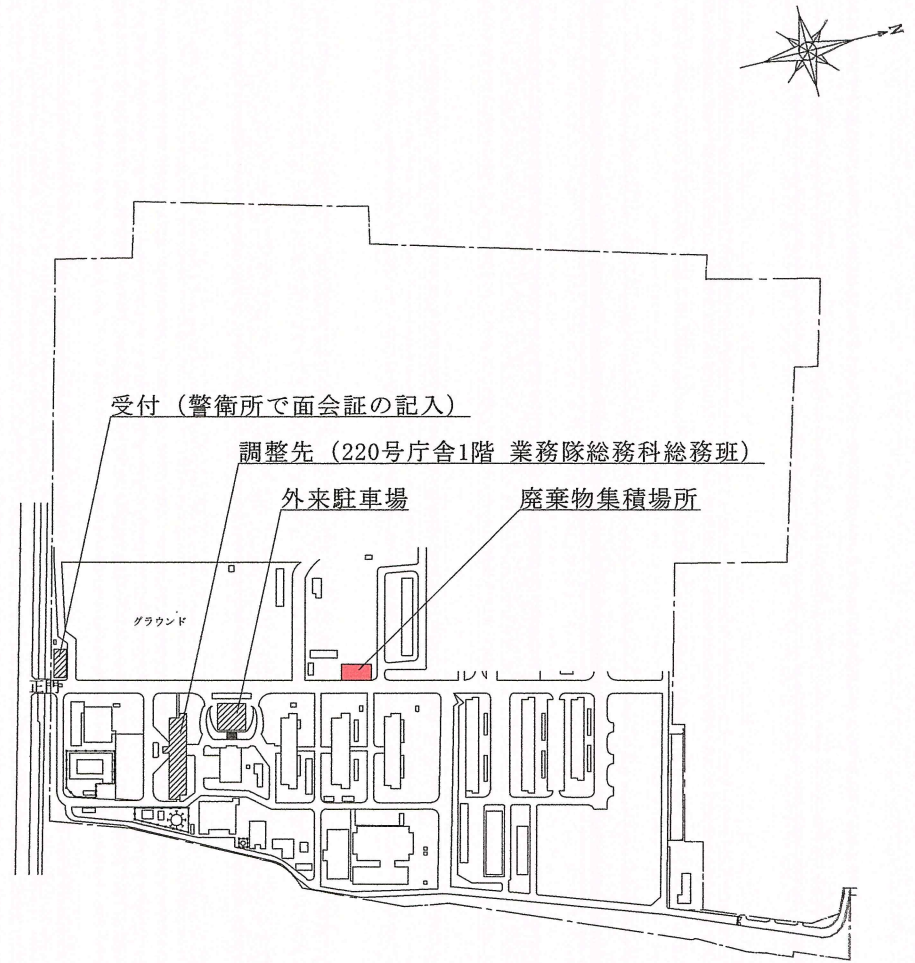 N
受付（警衛所で面会証の記入）
調整先（220号庁舎1階 業務隊総務科総務班）
外来駐車場
廃棄物集積場所
グラウンド